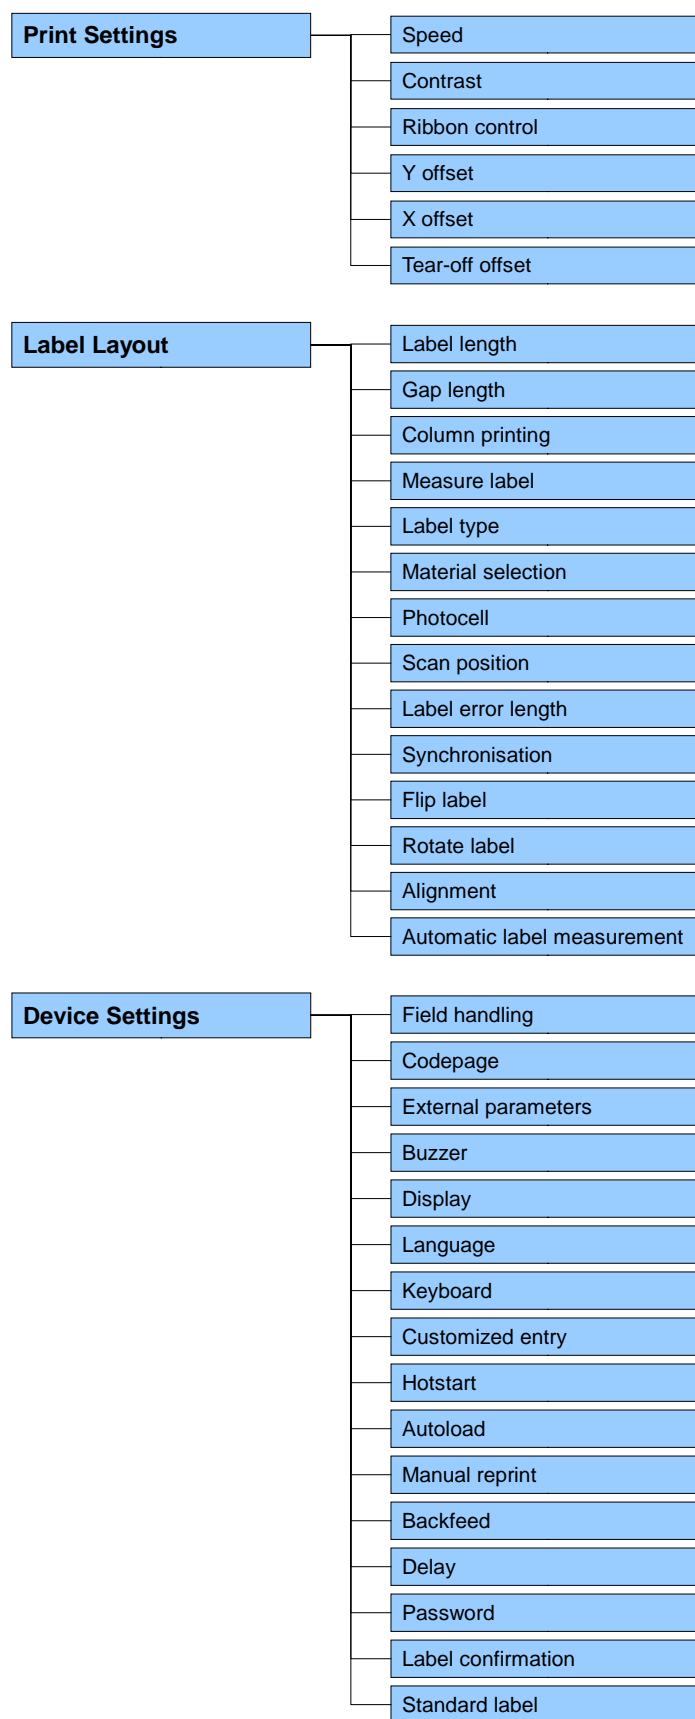 Print Settings
Speed
Contrast
Ribbon control
Y offset
X offset
Tear-off offset
Label Layout
Label length
Gap length
Column printing
Measure label
Label type
Material selection
Photocell
Scan position
Label error length
Synchronisation
Flip label
Rotate label
Alignment
Automatic label measurement
Device Settings
Field handling
Codepage
External parameters
Buzzer
Display
Language
Keyboard
Customized entry
Hotstart
Autoload
Manual reprint
Backfeed
Delay
Password
Label confirmation
Standard label